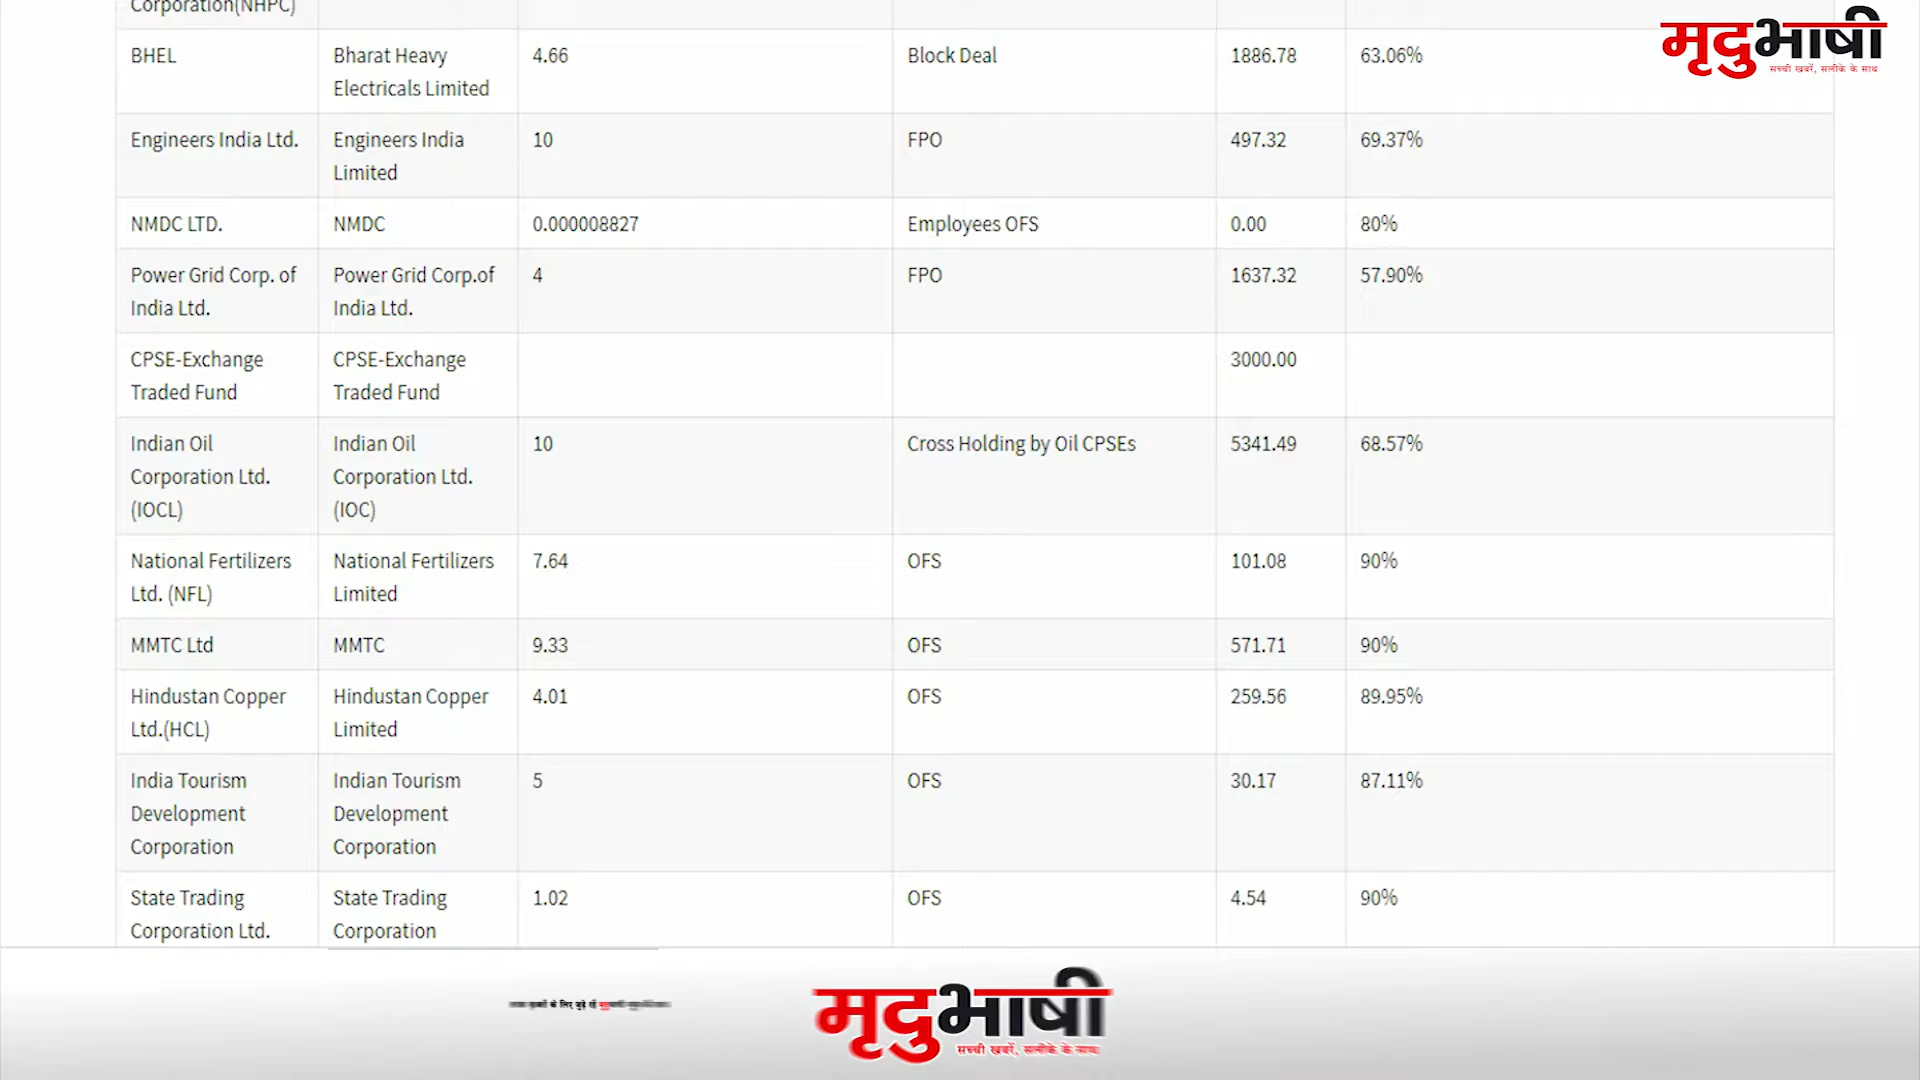 Corporation(NHPC)
मृदुभाषी
सच्ची खबरें, सलीके के साथ
BHEL Bharat Heavy 4.66 Block Deal 1886.78 63.06%
Electricals Limited
Engineers India Ltd. Engineers India 10 FPO 497.32 69.37%
Limited
NMDC LTD. NMDC 0.000008827 Employees OFS 0.00 80%
Power Grid Corp. of Power Grid Corp.of 4 FPO 1637.32 57.90%
India Ltd. India Ltd.
CPSE-Exchange CPSE-Exchange 3000.00
Traded Fund Traded Fund
Indian Oil Indian Oil 10 Cross Holding by Oil CPSEs 5341.49 68.57%
Corporation Ltd. Corporation Ltd.
(IOCL) (IOC)
National Fertilizers National Fertilizers 7.64 OFS 101.08 90%
Ltd. (NFL) Limited
MMTC Ltd MMTC 9.33 OFS 571.71 90%
Hindustan Copper Hindustan Copper 4.01 OFS 259.56 89.95%
Ltd.(HCL) Limited
India Tourism Indian Tourism 5 OFS 30.17 87.11%
Development Development
Corporation Corporation
State Trading State Trading 1.02 OFS 4.54 90%
Corporation Ltd. Corporation
के लिए जुड़े रहें
मृदुभाषी
सच्ची खबरें, सलीके के साथ